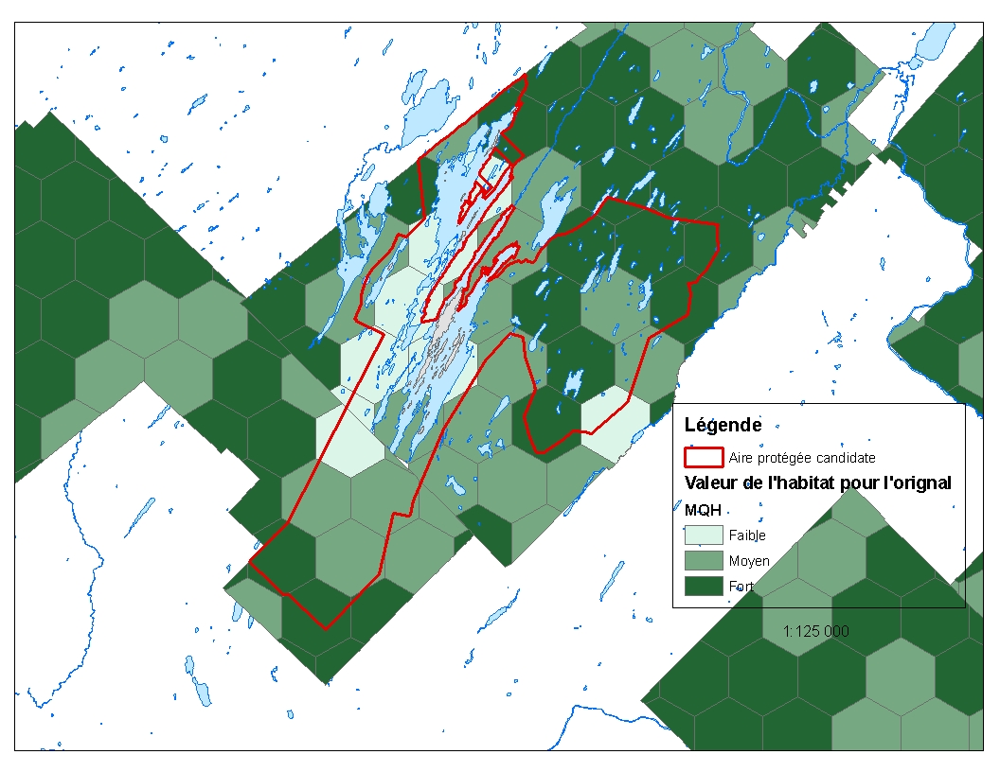 Légende
Aire protégée candidate
Valeur de l'habitat pour l'orignal
MQH
Faible
Moyen
Fort
1:125 000